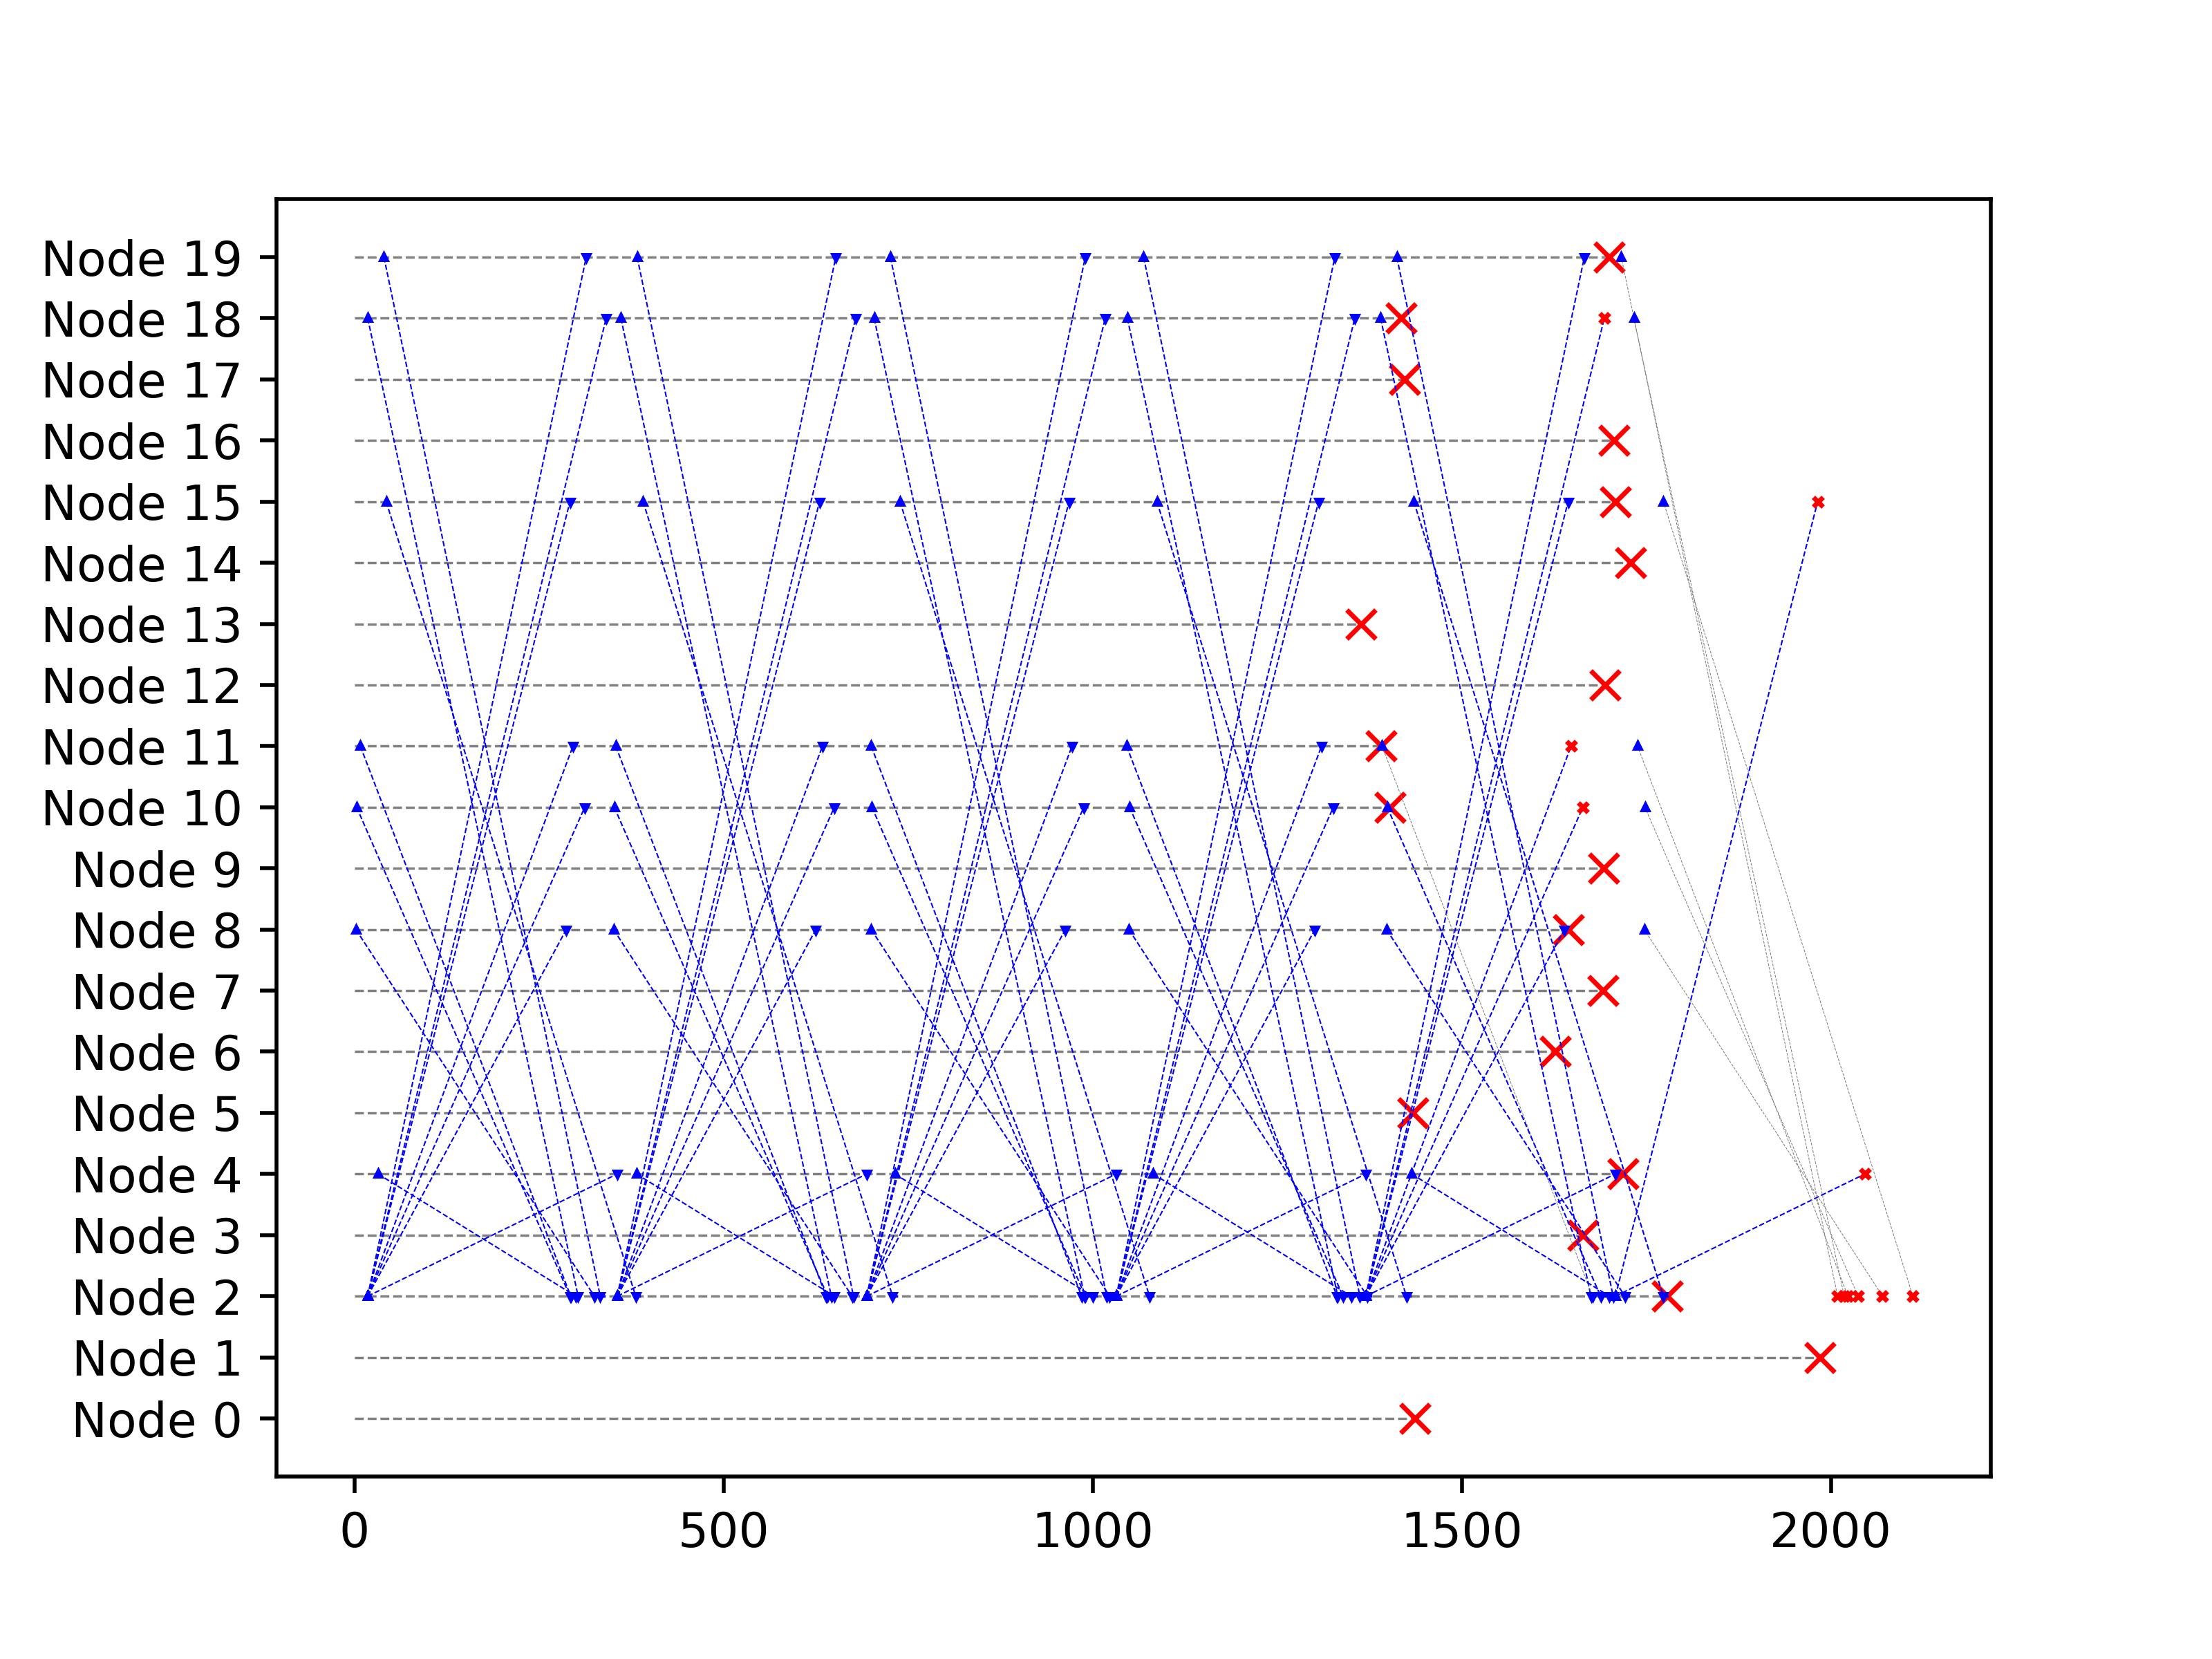 Node 19
Node 18
Node 17
Node 16
Node 15
Node 14
Node 13
Node 12
Node 11
Node 10
Node 9
Node 8
Node 7
Node 6
Node 5
Node 4
Node 3
Node 2
Node 1
Node 0
0 500 1000 1500 2000